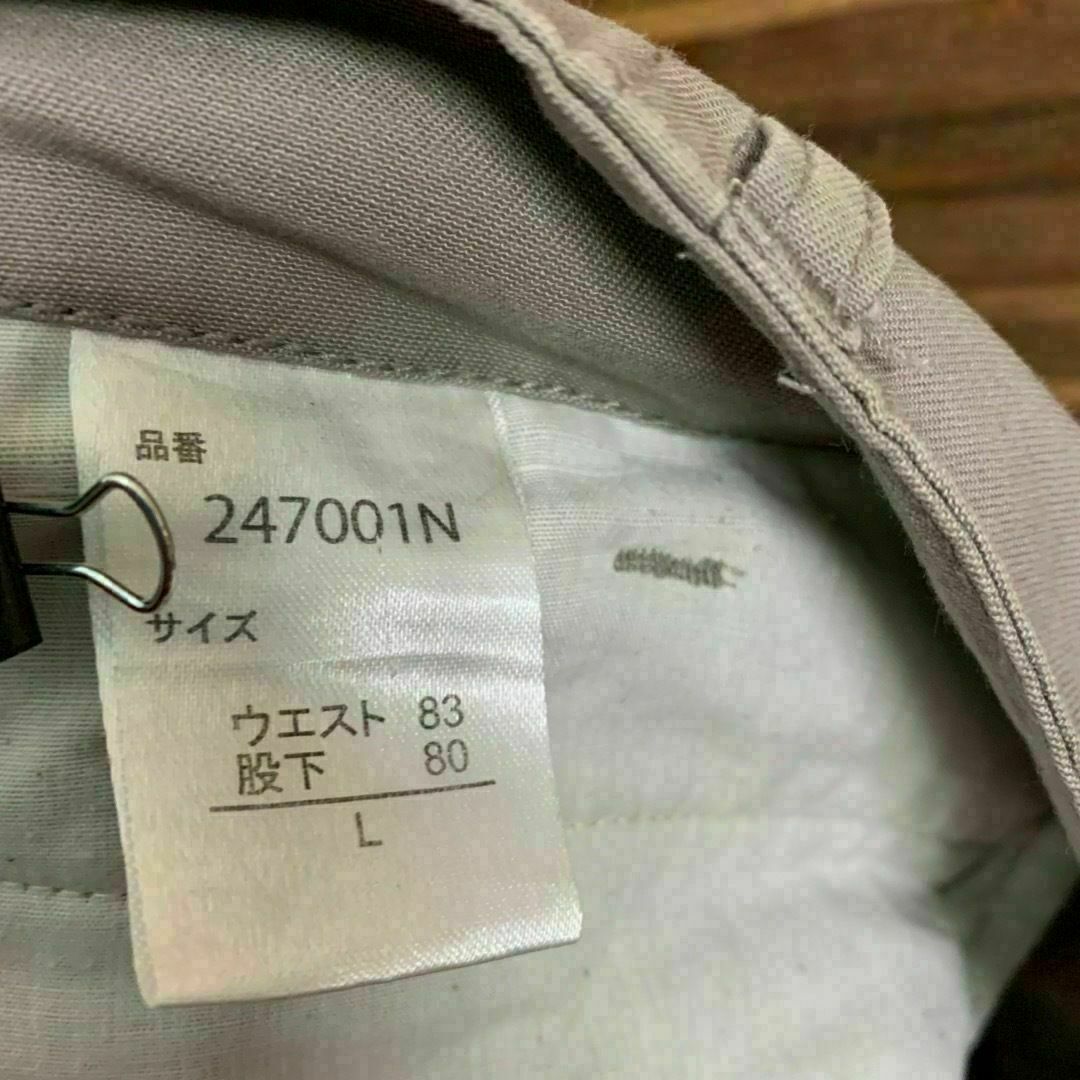 品番
247001N
サイズ
ウエスト 83
股下 80
L